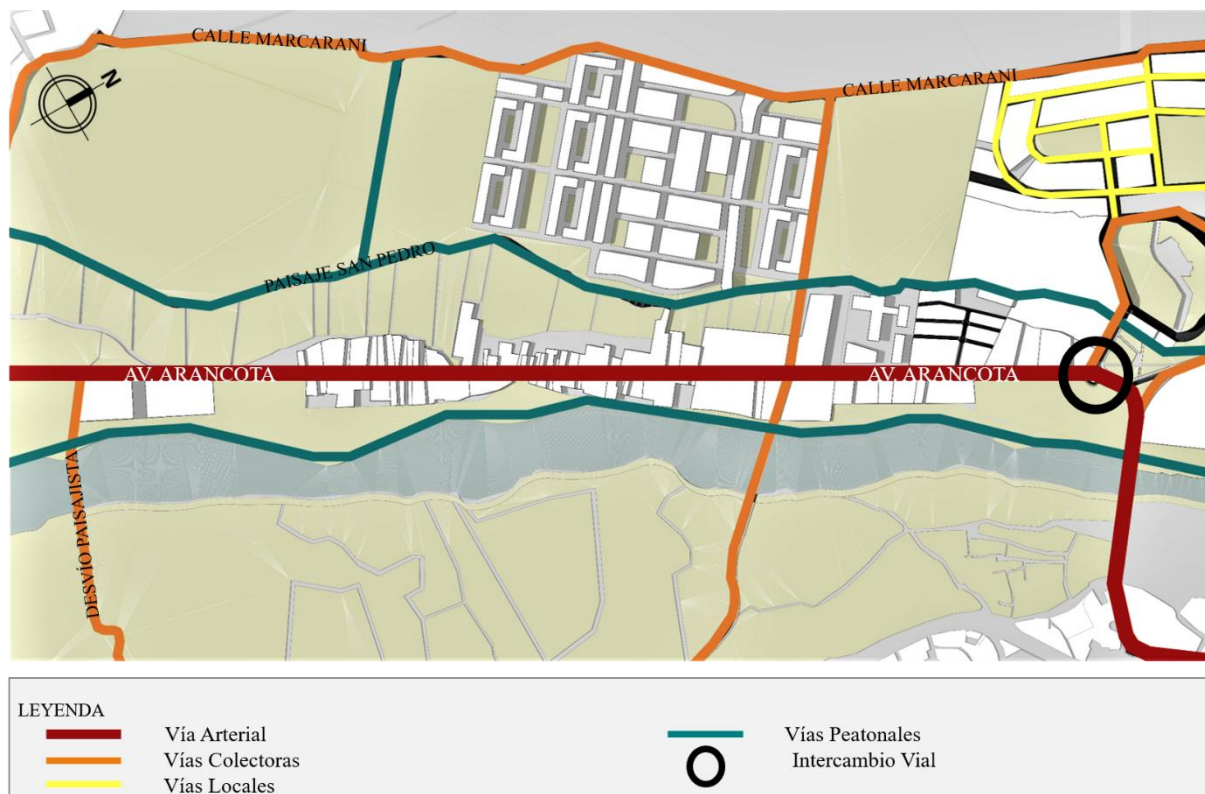 CALLE MARCARANI
N
CALLE MARCARANI
PAISAJE SAN PEDRO
AV. ARANCOTA
AV. ARANCOTA
DESVÍO PAISAJISTA
LEYENDA
Vía Arterial
Vías Colectoras
Vías Locales
Vías Peatonales
Intercambio Vial